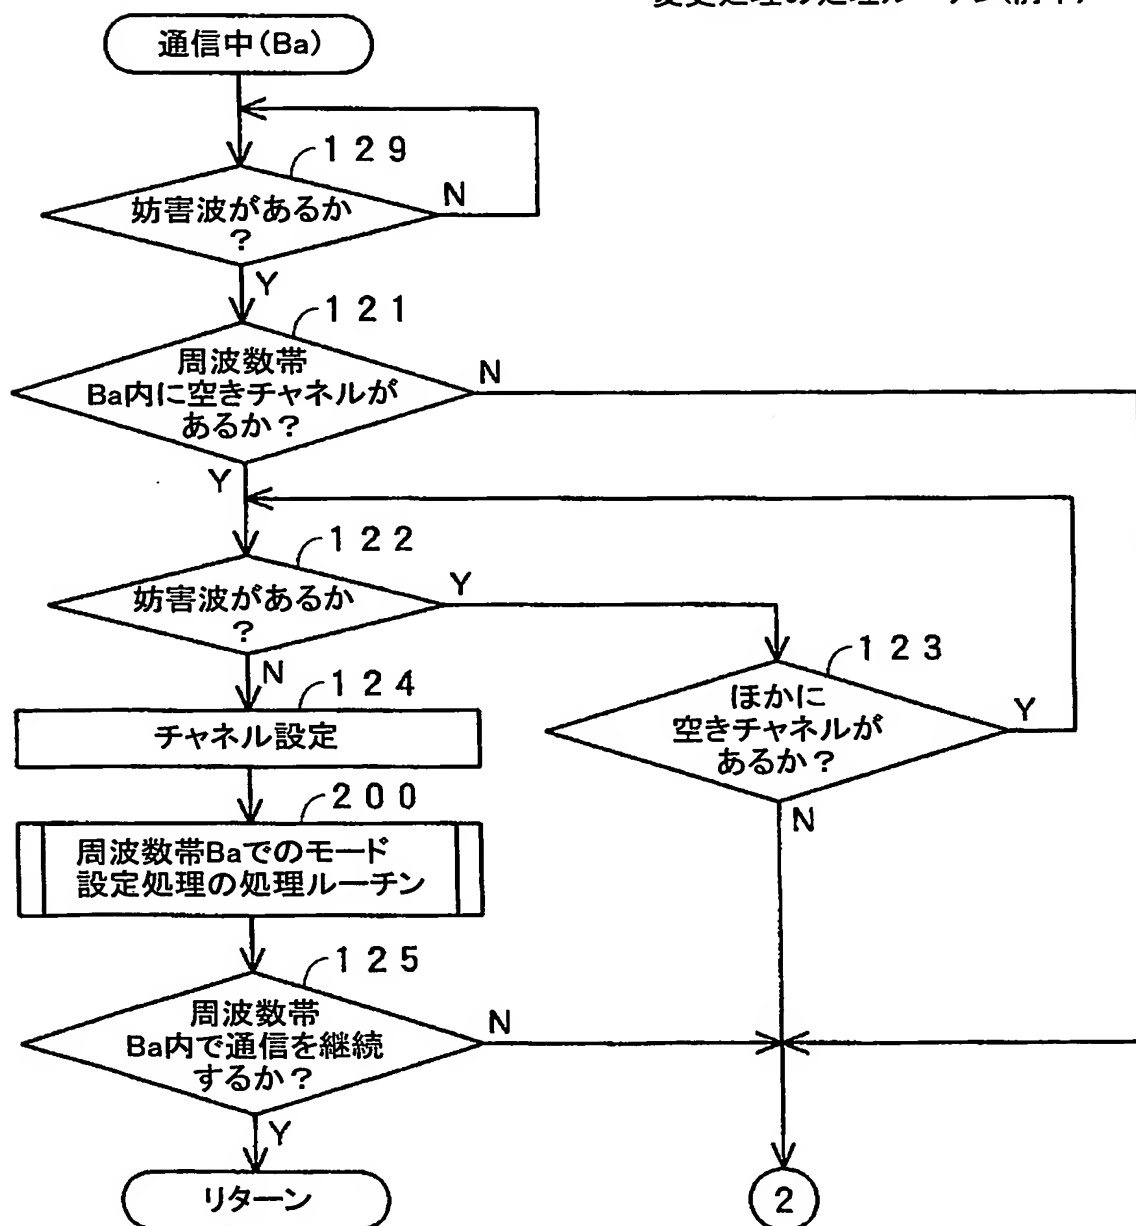 通信中(Ba)
129
妨害波があるか
?
N
Y
121
周波数帯
Ba内に空きチャネルが
あるか?
N
Y
122
妨害波があるか
?
Y
N
123
ほかに
空きチャネルが
あるか?
Y
N
124
チャネル設定
200
周波数帯Baでのモード
設定処理の処理ルーチン
125
周波数帯
Ba内で通信を継続
するか?
N
Y
リターン
2